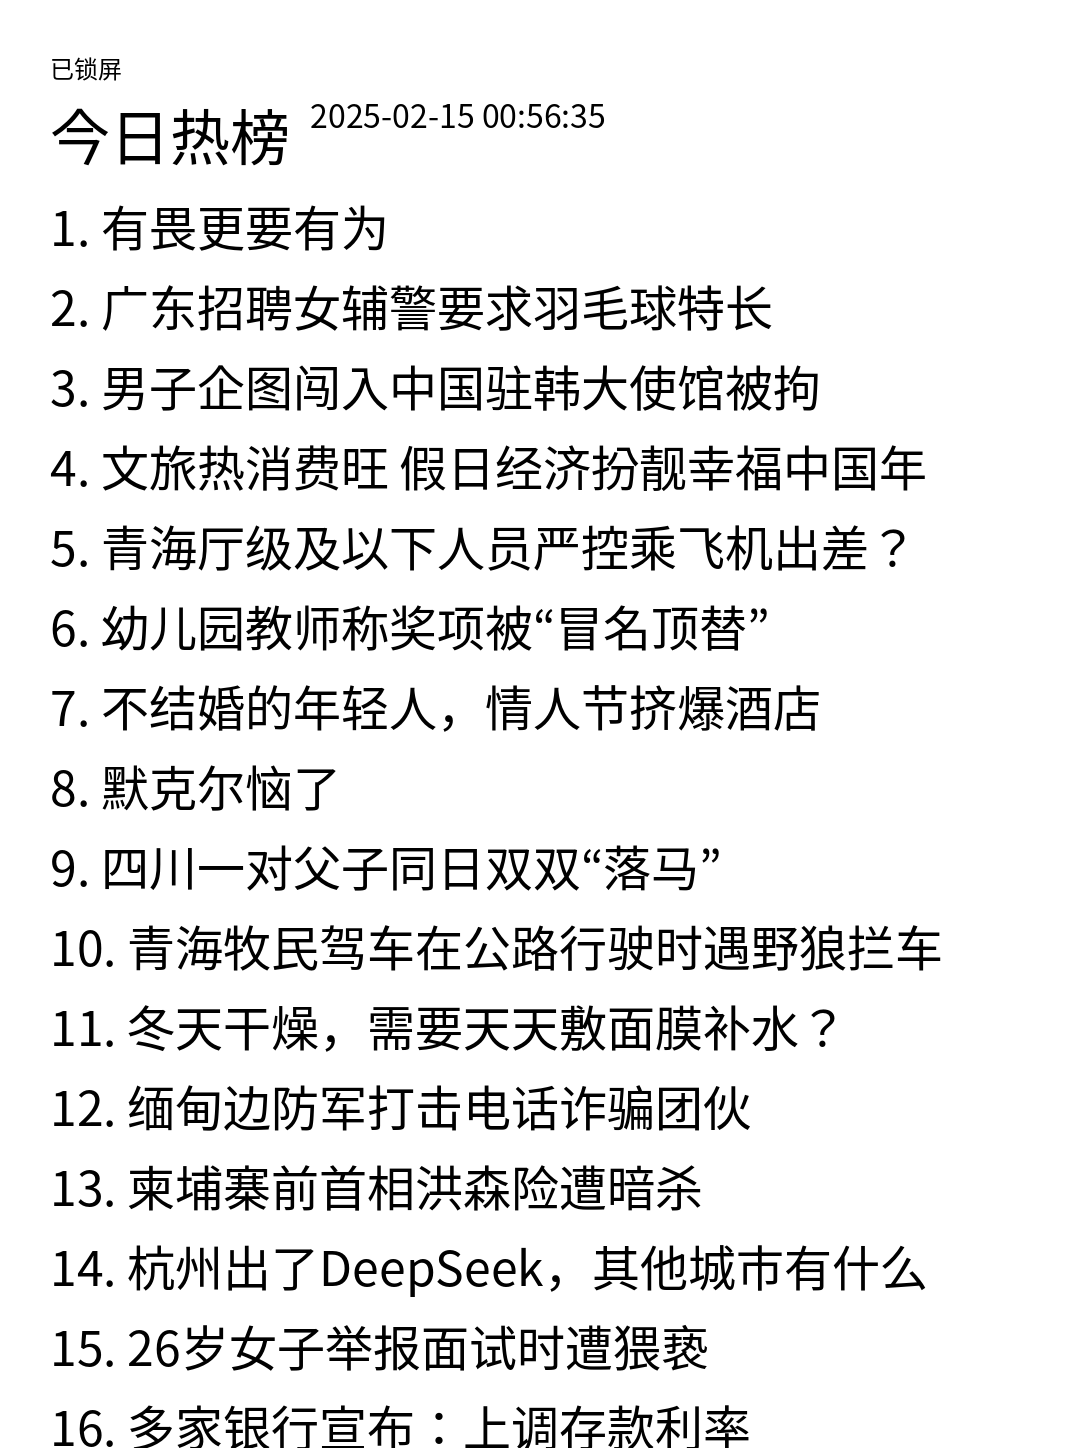 已锁屏
今日热榜 2025-02-15 00:56:35
1. 有畏更要有为
2. 广东招聘女辅警要求羽毛球特长
3. 男子企图闯入中国驻韩大使馆被拘
4. 文旅热消费旺 假日经济扮靓幸福中国年
5. 青海厅级及以下人员严控乘飞机出差？
6. 幼儿园教师称奖项被“冒名顶替”
7. 不结婚的年轻人，情人节挤爆酒店
8. 默克尔恼了
9. 四川一对父子同日双双“落马”
10. 青海牧民驾车在公路行驶时遇野狼拦车
11. 冬天干燥，需要天天敷面膜补水？
12. 缅甸边防军打击电话诈骗团伙
13. 柬埔寨前首相洪森险遭暗杀
14. 杭州出了DeepSeek，其他城市有什么
15. 26岁女子举报面试时遭猥亵
16. 多家银行宣布：上调存款利率